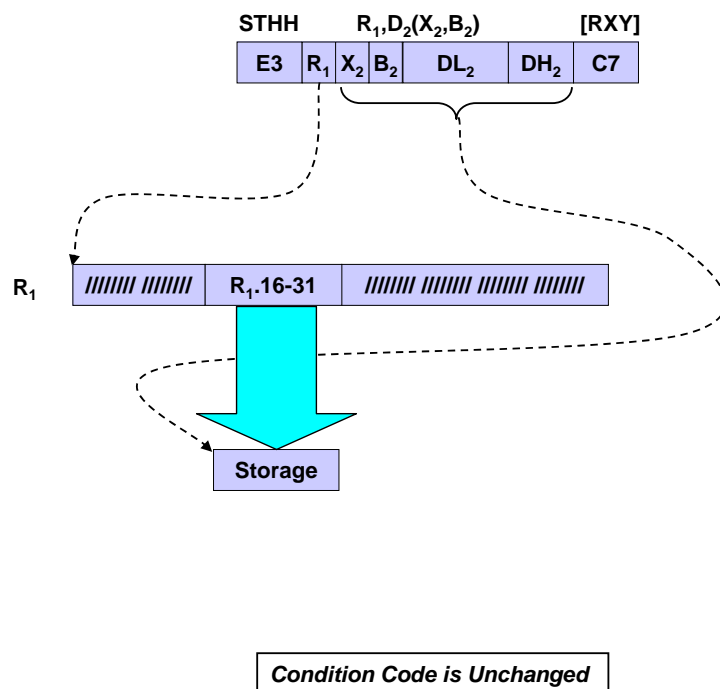 STHH R₁,D₂(X₂,B₂) [RXY]
E3 R₁ X₂ B₂ DL₂ DH₂ C7
R₁ //////// //////// R₁.16-31 //////// //////// //////// ////////
Storage
Condition Code is Unchanged